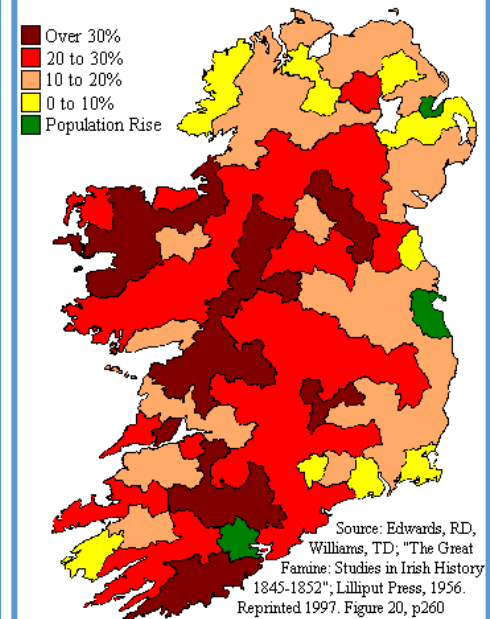 Over 30%
20 to 30%
10 to 20%
0 to 10%
Population Rise
Source: Edwards, RD,
Williams, TD; "The Great
Famine: Studies in Irish History
1845-1852"; Lilliput Press, 1956.
Reprinted 1997. Figure 20, p260